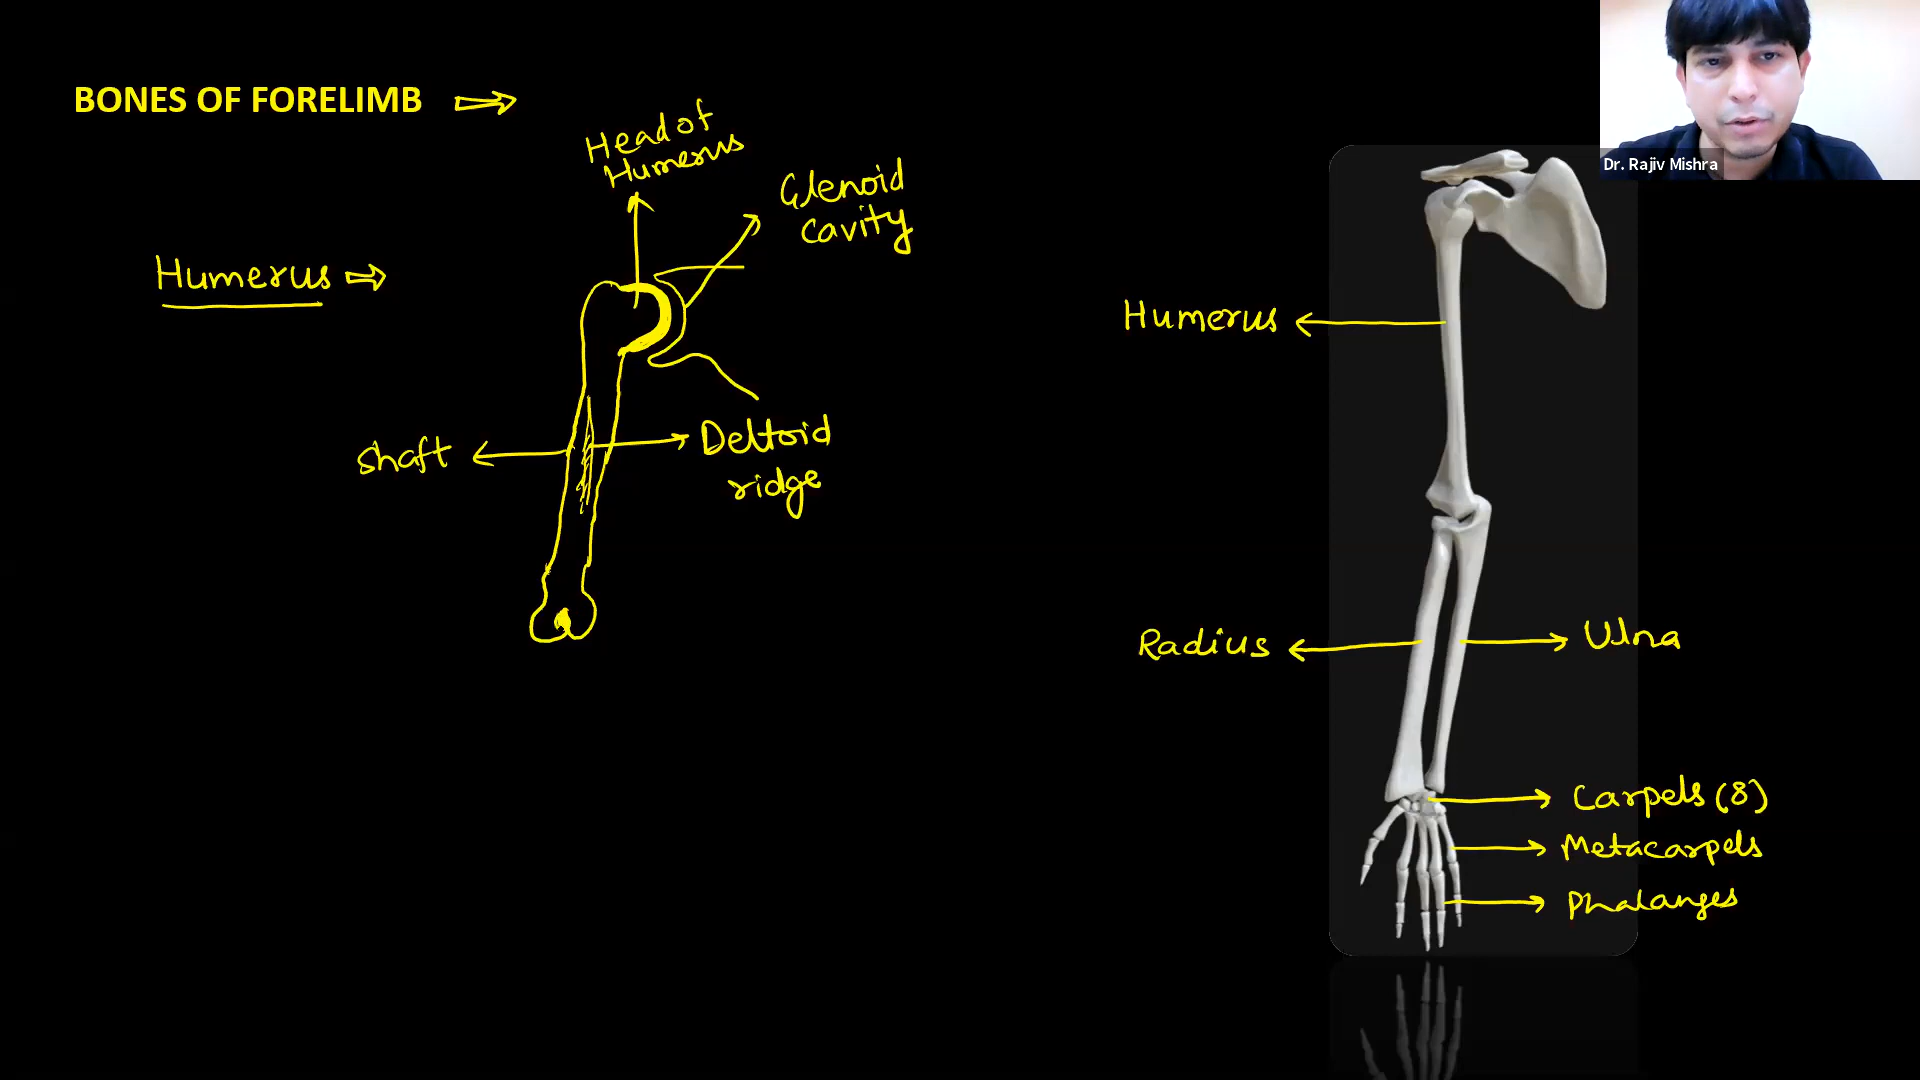 BONES OF FORELIMB
Head of
Humerus
Glenoid
cavity
Humerus
shaft
Deltoid
ridge
Dr. Rajiv Mishra
Humerus
Radius
Ulna
Carpels (8)
Metacarpels
Phalanges